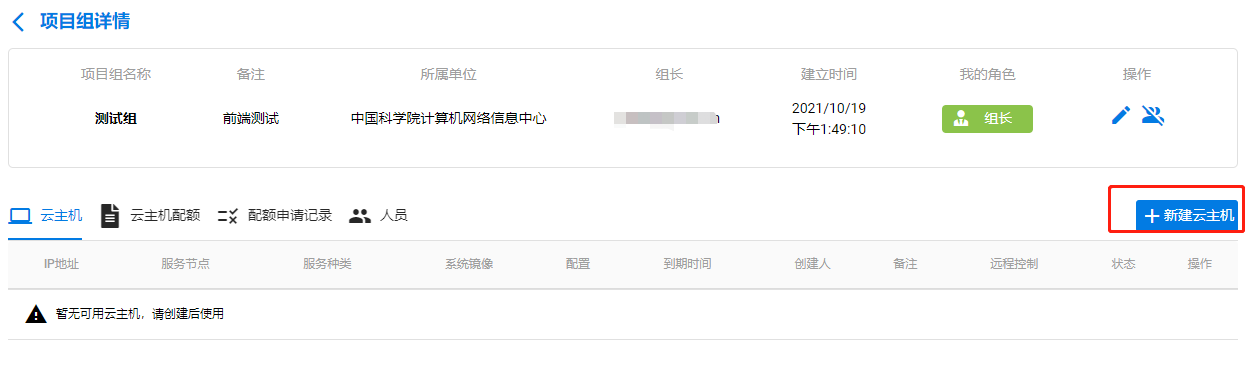 项目组详情
项目组名称 备注 所属单位 组长 建立时间 我的角色 操作
测试组 前端测试 中国科学院计算机网络信息中心 2021/10/19 下午1:49:10 组长
云主机 云主机配额 配额申请记录 人员 新建云主机
IP地址 服务节点 服务种类 系统镜像 配置 到期时间 创建人 备注 远程控制 状态 操作
暂无可用云主机，请创建后使用